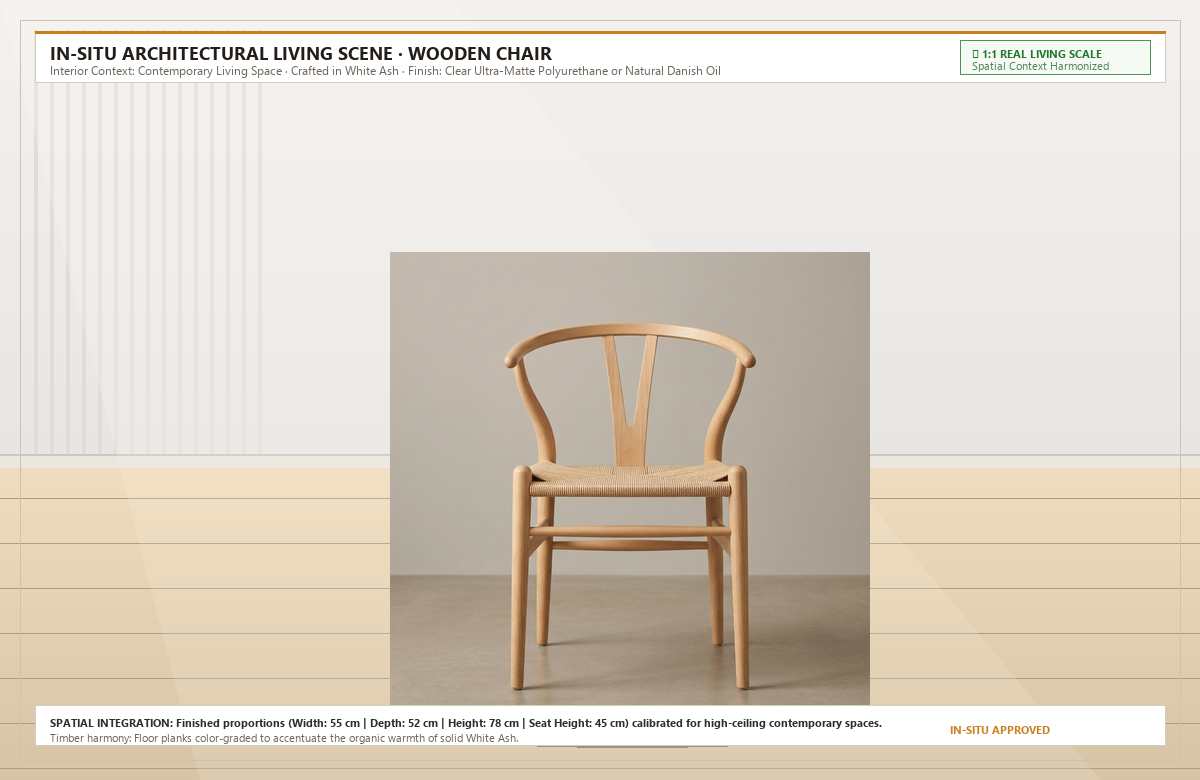 IN-SITU ARCHITECTURAL LIVING SCENE · WOODEN CHAIR
Interior Context: Contemporary Living Space · Crafted in White Ash · Finish: Clear Ultra-Matte Polyurethane or Natural Danish Oil
1:1 REAL LIVING SCALE
Spatial Context Harmonized
SPATIAL INTEGRATION: Finished proportions (Width: 55 cm | Depth: 52 cm | Height: 78 cm | Seat Height: 45 cm) calibrated for high-ceiling contemporary spaces.
Timber harmony: Floor planks color-graded to accentuate the organic warmth of solid White Ash.
IN-SITU APPROVED